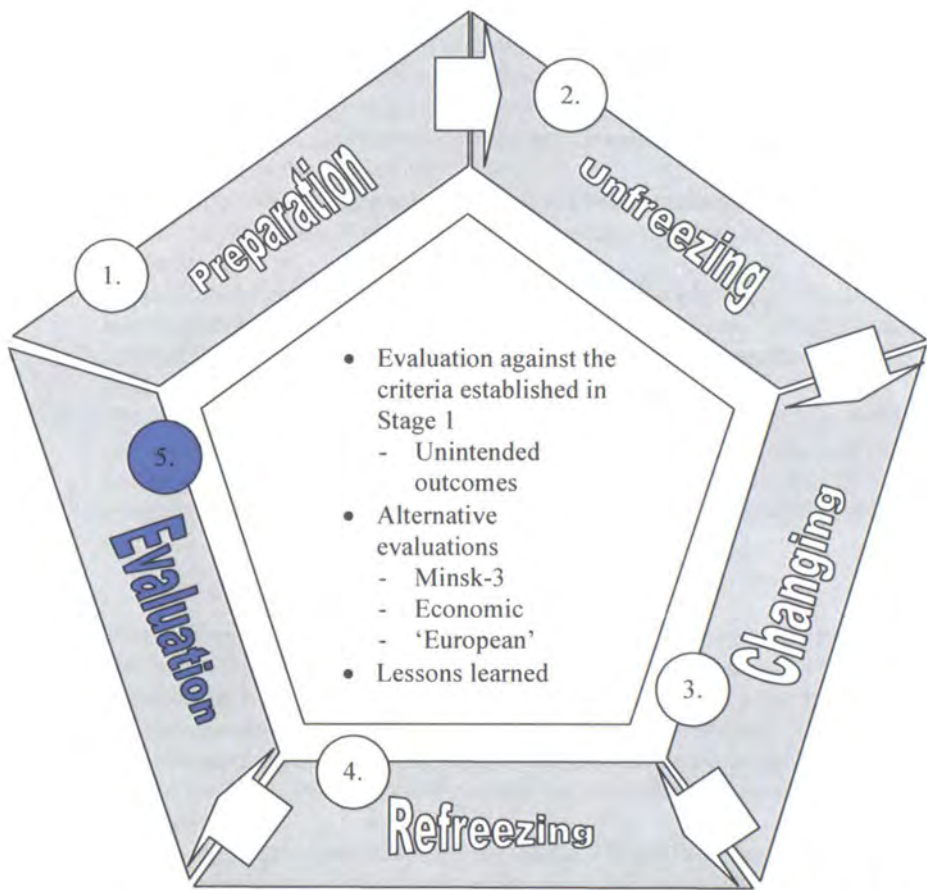 1.
Preparation
2.
Unfreezing
3.
Changing
4.
Refreezing
5.
Evaluation
• Evaluation against the
criteria established in
Stage 1
- Unintended
outcomes
• Alternative
evaluations
- Minsk-3
- Economic
- ‘European’
• Lessons learned